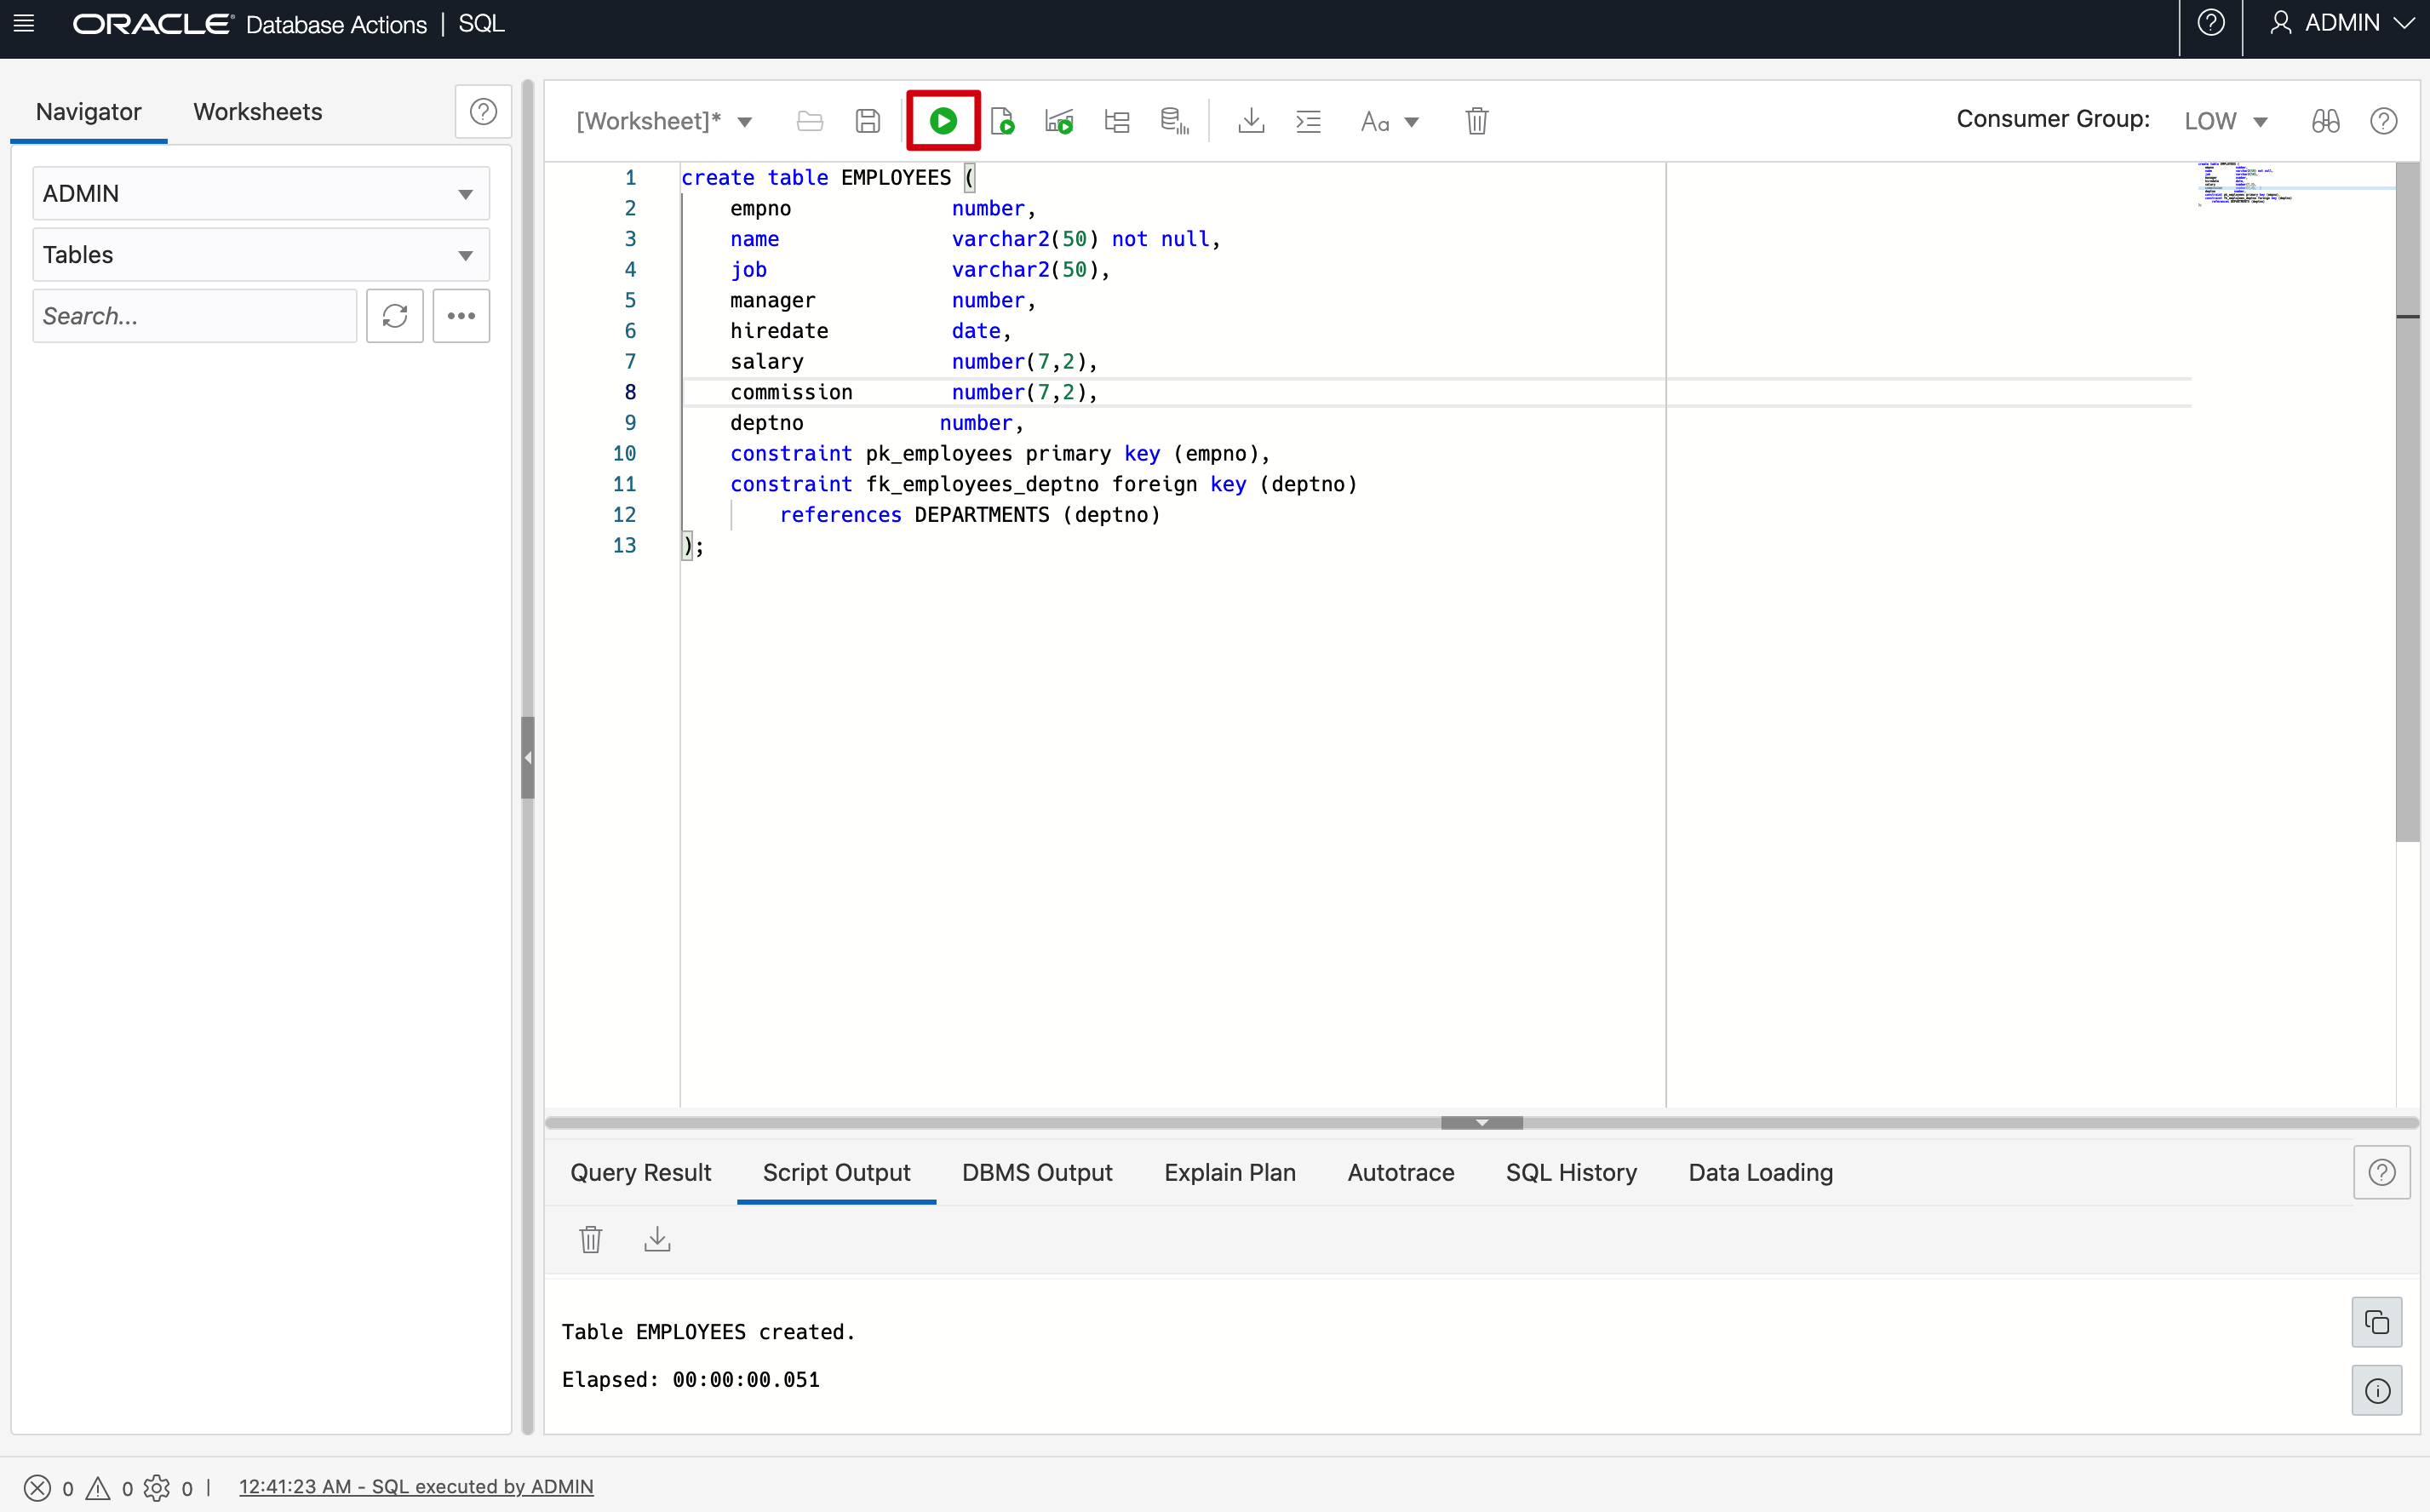 ORACLE Database Actions | SQL
ADMIN
Navigator
Worksheets
ADMIN
Tables
Search...
[Worksheet]*
Aa
Consumer Group:
LOW
1 create table EMPLOYEES (
2 empno number,
3 name varchar2(50) not null,
4 job varchar2(50),
5 manager number,
6 hiredate date,
7 salary number(7,2),
8 commission number(7,2),
9 deptno number,
10 constraint pk_employees primary key (empno),
11 constraint fk_employees_deptno foreign key (deptno)
12 references DEPARTMENTS (deptno)
13 );
Query Result
Script Output
DBMS Output
Explain Plan
Autotrace
SQL History
Data Loading
Table EMPLOYEES created.
Elapsed: 00:00:00.051
0 0 0 | 12:41:23 AM - SQL executed by ADMIN